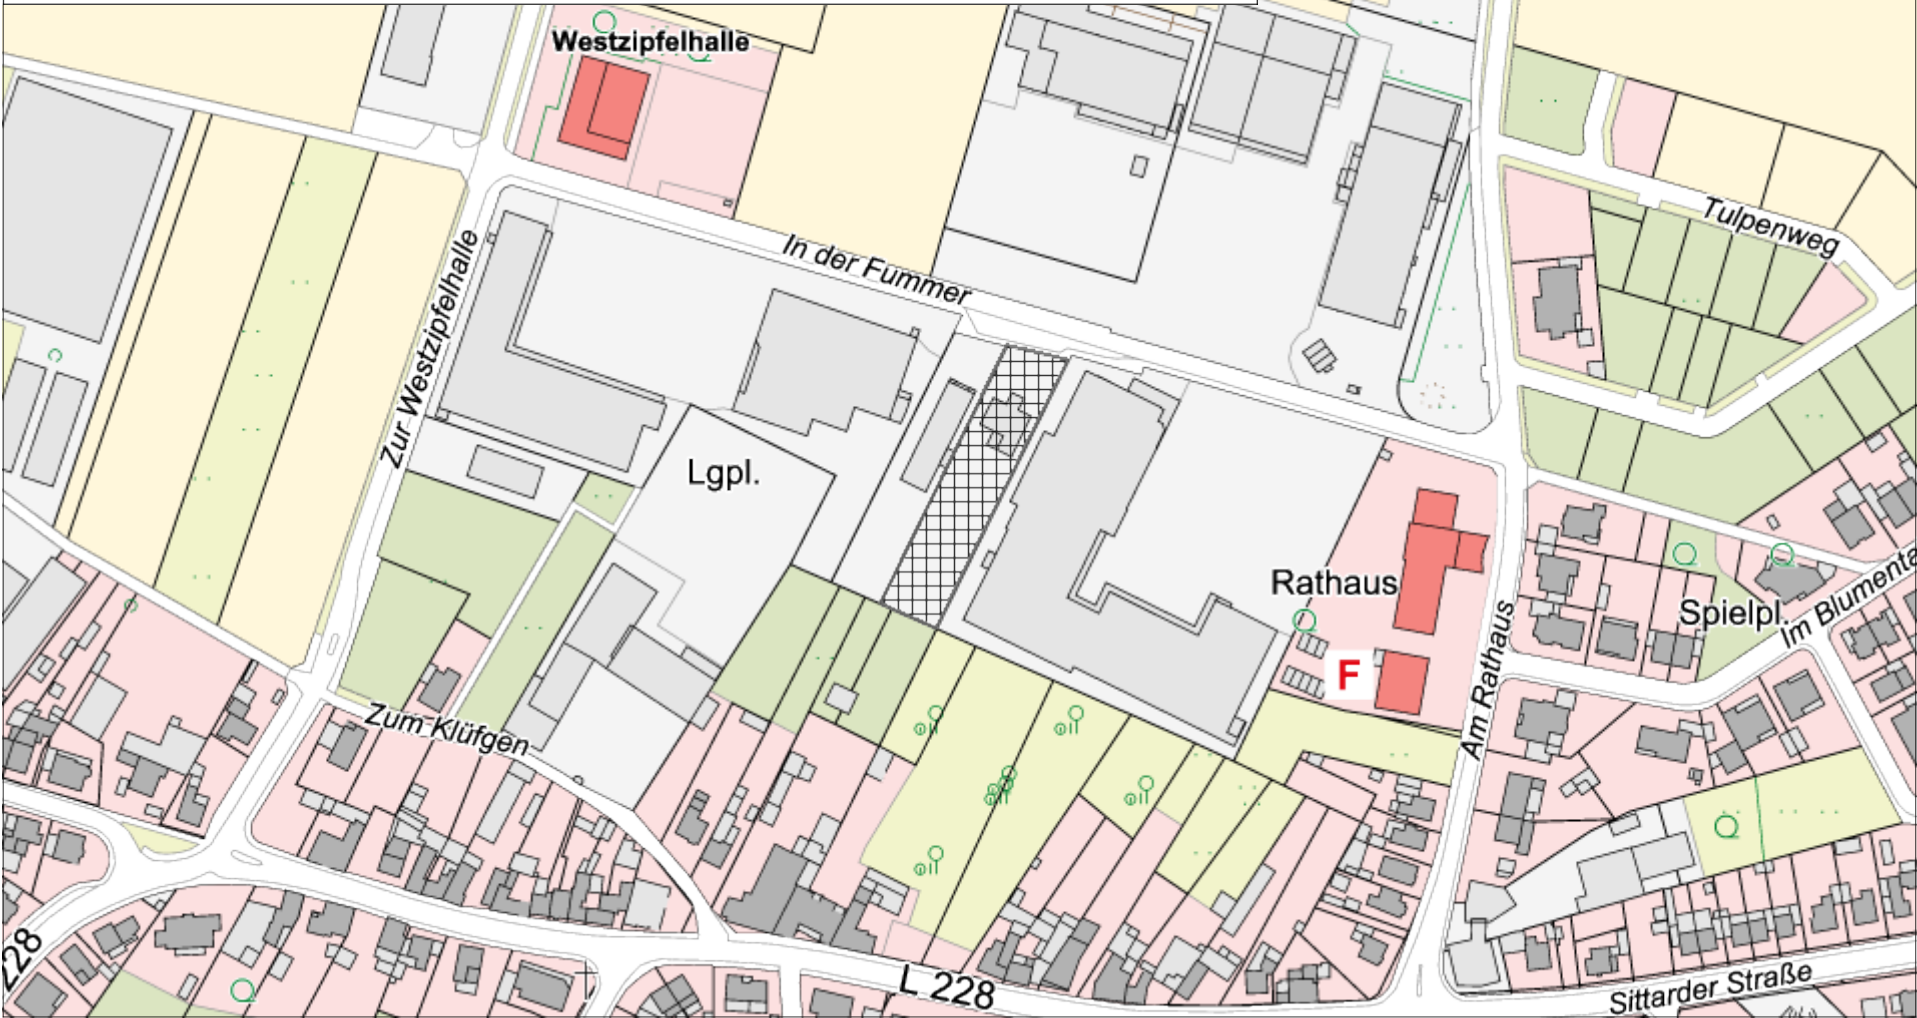 Westzipfelhalle
Tulpenweg
In der Fummer
Zur Westzipfelhalle
Lgpl.
Rathaus
Spielpl.
Im Blumenta
F
Am Rathaus
Zum Klüfgen
228
L 228
Sittarder Straße